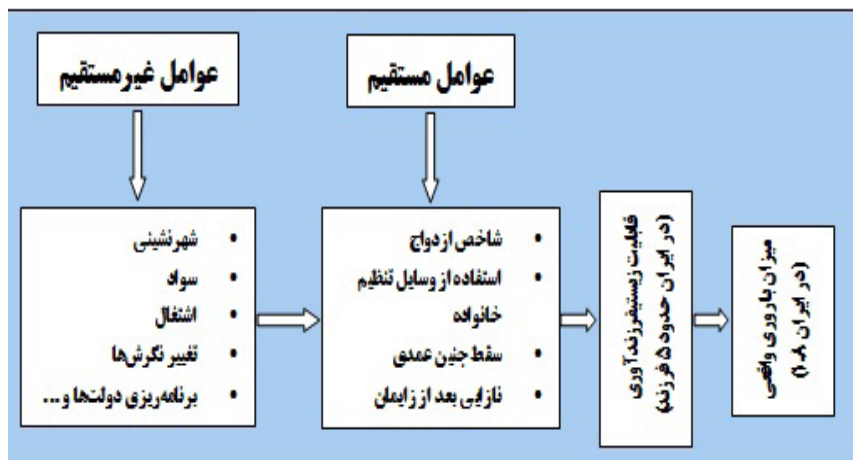 عوامل غیرمستقیم
عوامل مستقیم
شهرنشینی
سواد
اشتغال
تغییر نگرش‌ها
برنامه‌ریزی دولت‌ها و...
شاخص ازدواج
استفاده از وسایل تنظیم
خانواده
سقط جنین عمدی
نازایی بعد از زایمان
قابلیت زیستیفرزندآوری
(در ایران حدود ۵ فرزند)
میزان باروری واقعی
(در ایران ۱.۸)